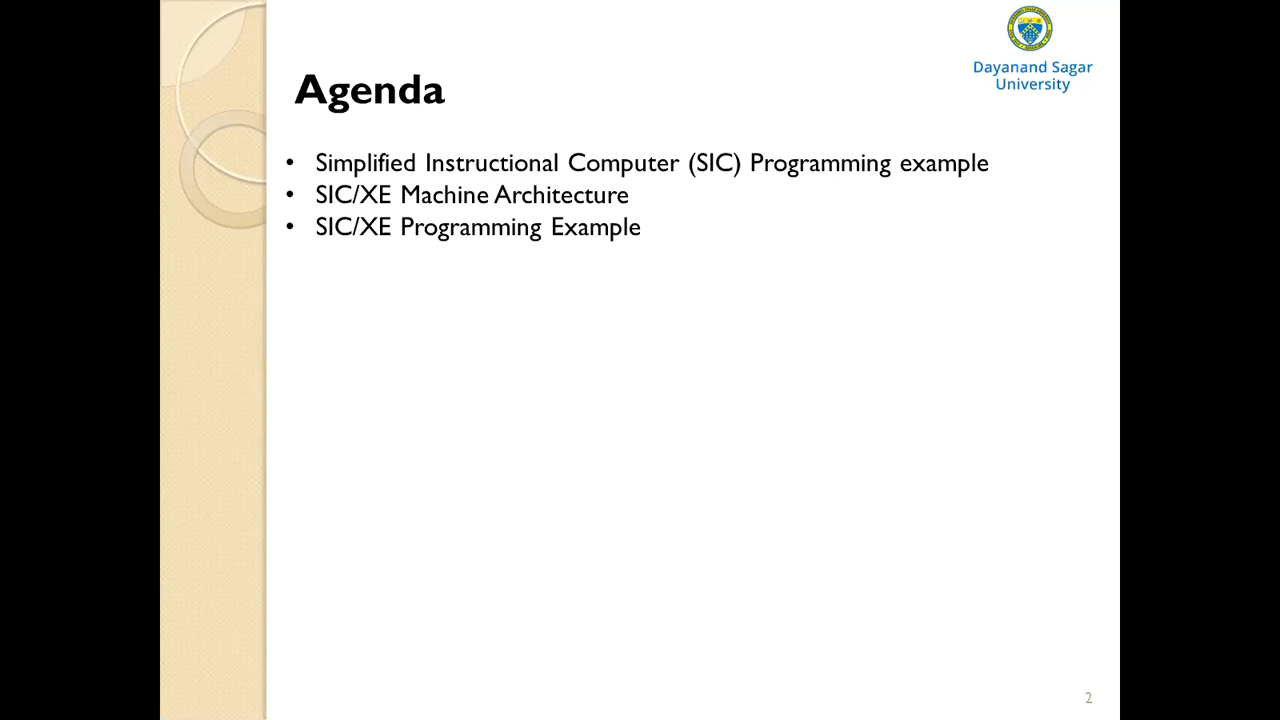 Dayanand Sagar
University
Agenda
• Simplified Instructional Computer (SIC) Programming example
• SIC/XE Machine Architecture
• SIC/XE Programming Example
2